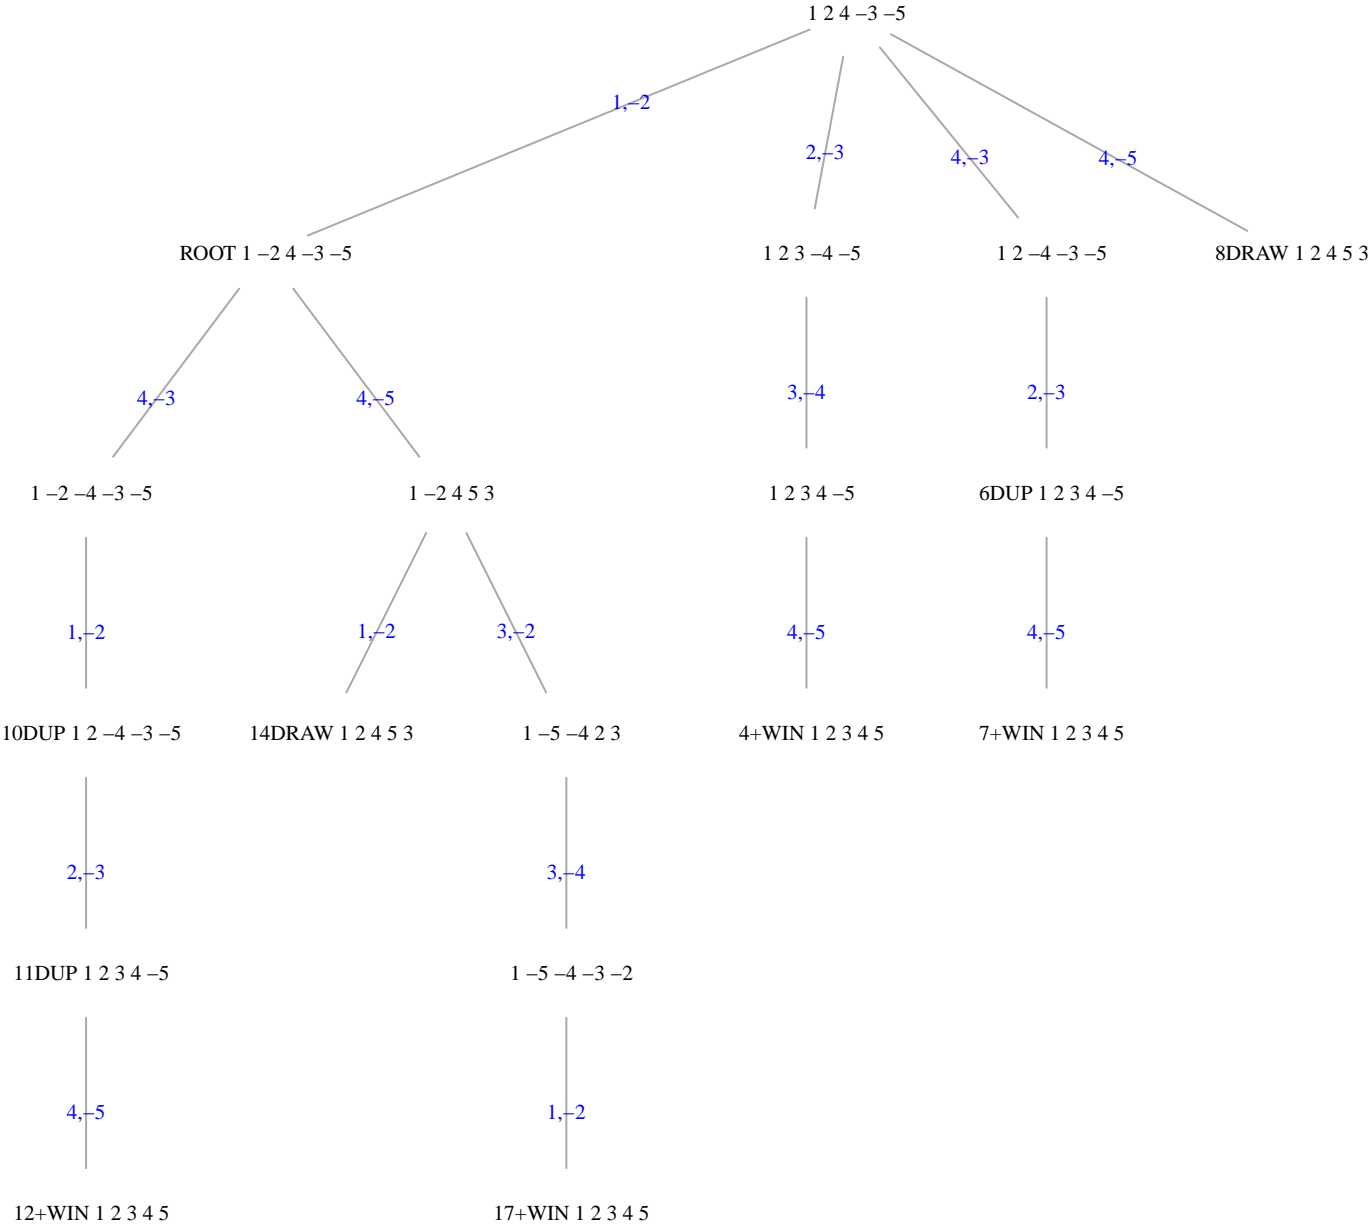 1 2 4 −3 −5
1,−2
2,−3
4,−3
4,−5
ROOT 1 −2 4 −3 −5
1 2 3 −4 −5
1 2 −4 −3 −5
8DRAW 1 2 4 5 3
4,−3
4,−5
3,−4
2,−3
1 −2 −4 −3 −5
1 −2 4 5 3
1 2 3 4 −5
6DUP 1 2 3 4 −5
1,−2
1,−2
3,−2
4,−5
4,−5
10DUP 1 2 −4 −3 −5
14DRAW 1 2 4 5 3
1 −5 −4 2 3
4+WIN 1 2 3 4 5
7+WIN 1 2 3 4 5
2,−3
3,−4
11DUP 1 2 3 4 −5
1 −5 −4 −3 −2
4,−5
1,−2
12+WIN 1 2 3 4 5
17+WIN 1 2 3 4 5